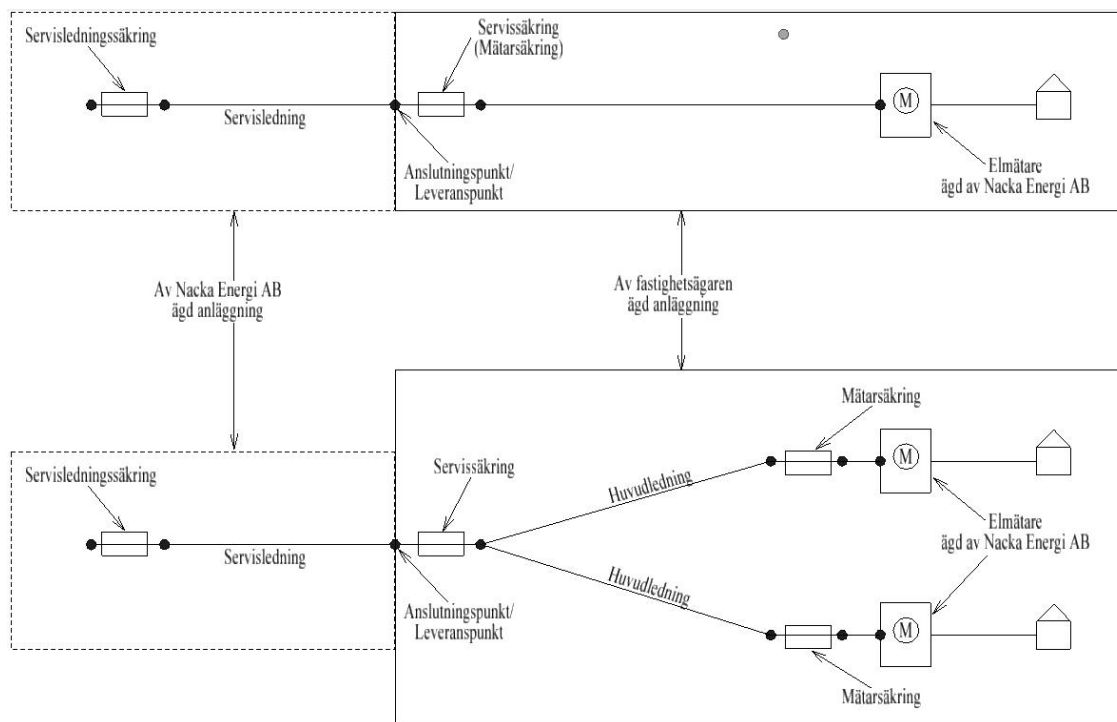 Servisledningssäkring
Servissäkring
(Mätarsäkring)
M
Servisledning
Anslutningspunkt/
Leveranspunkt
Elmätare
ägd av Nacka Energi AB
Av Nacka Energi AB
ägd anläggning
Av fastighetsägaren
ägd anläggning
Mätarsäkring
Servisledningssäkring
Servissäkring
M
Huvudledning
Servisledning
Elmätare
ägd av Nacka Energi AB
Huvudledning
Anslutningspunkt/
Leveranspunkt
M
Mätarsäkring